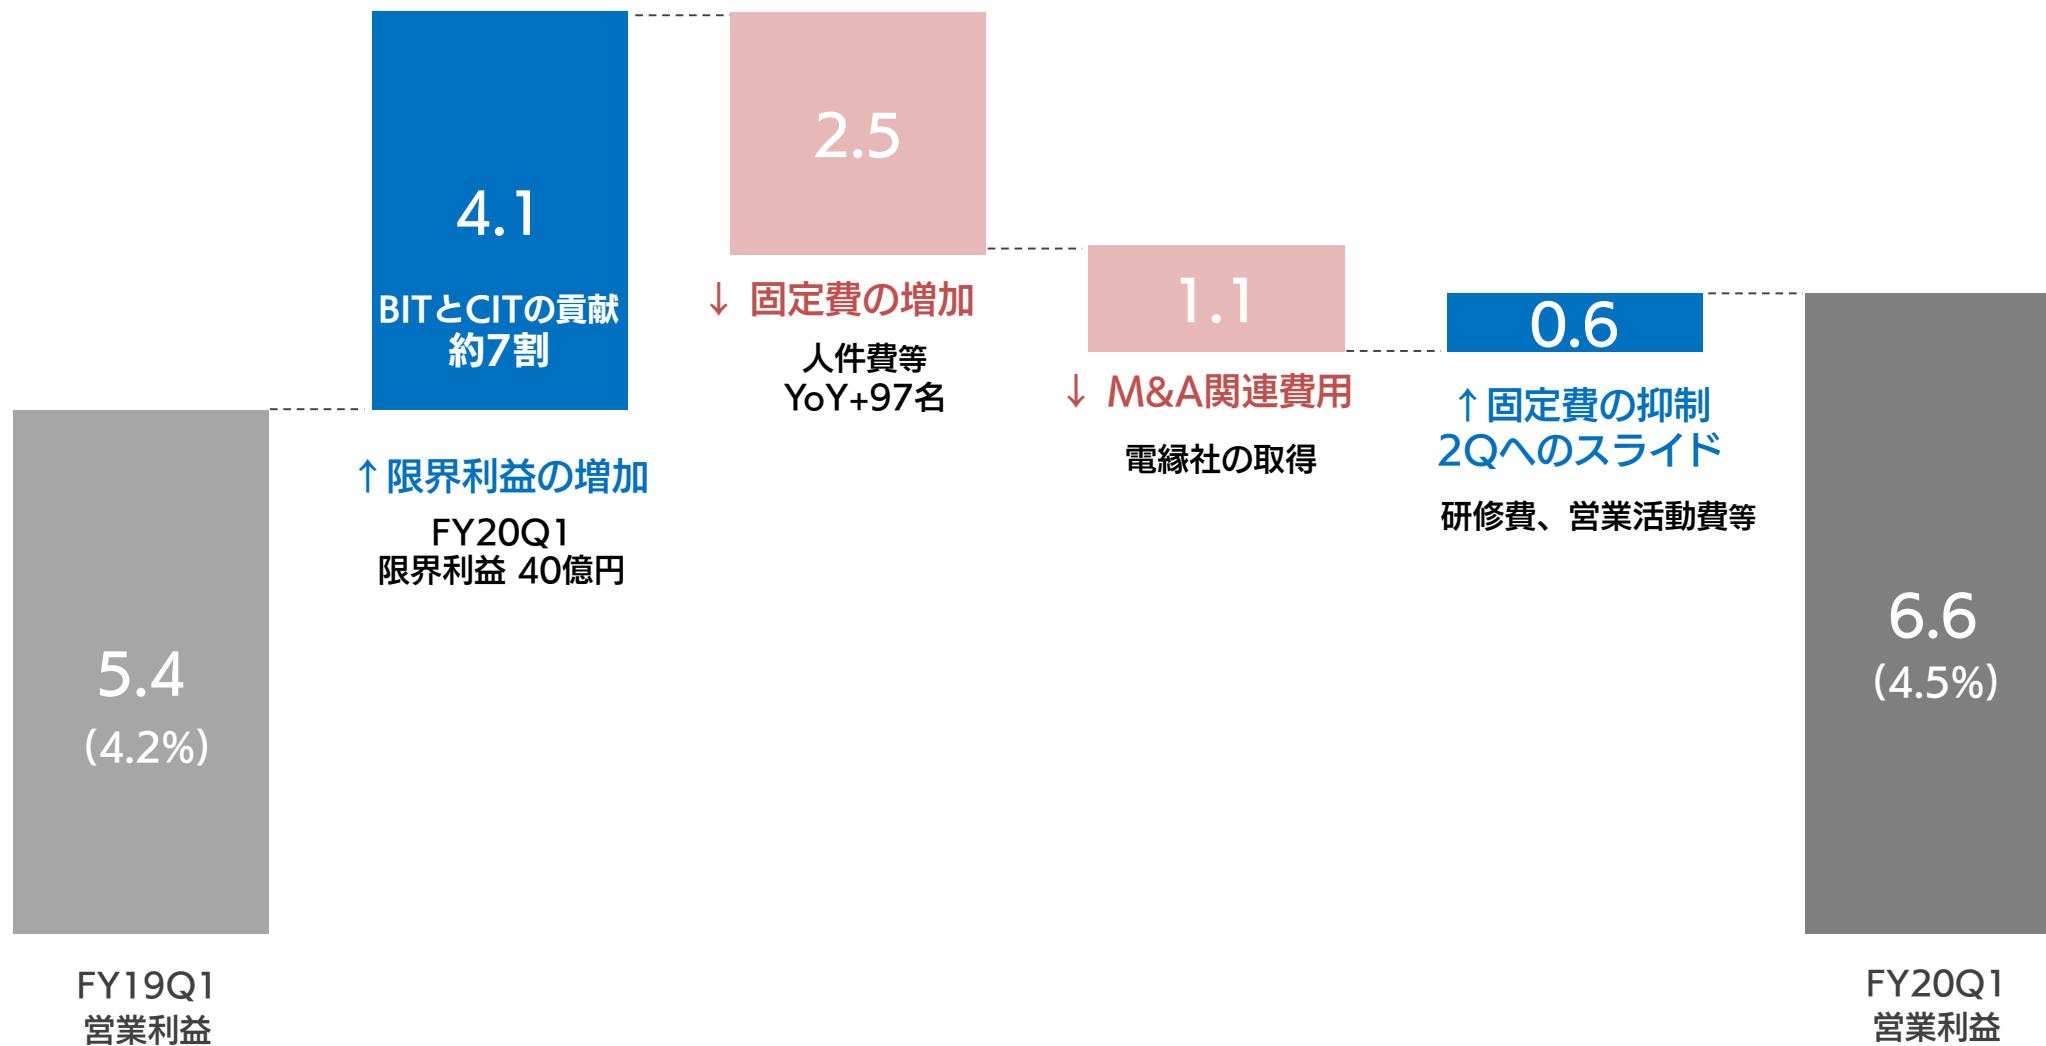 5.4
(4.2%)
FY19Q1
営業利益
4.1
BITとCITの貢献
約7割
↑限界利益の増加
FY20Q1
限界利益 40億円
2.5
↓ 固定費の増加
人件費等
YoY+97名
1.1
↓ M&A関連費用
電縁社の取得
0.6
↑固定費の抑制
2Qへのスライド
研修費、営業活動費等
6.6
(4.5%)
FY20Q1
営業利益